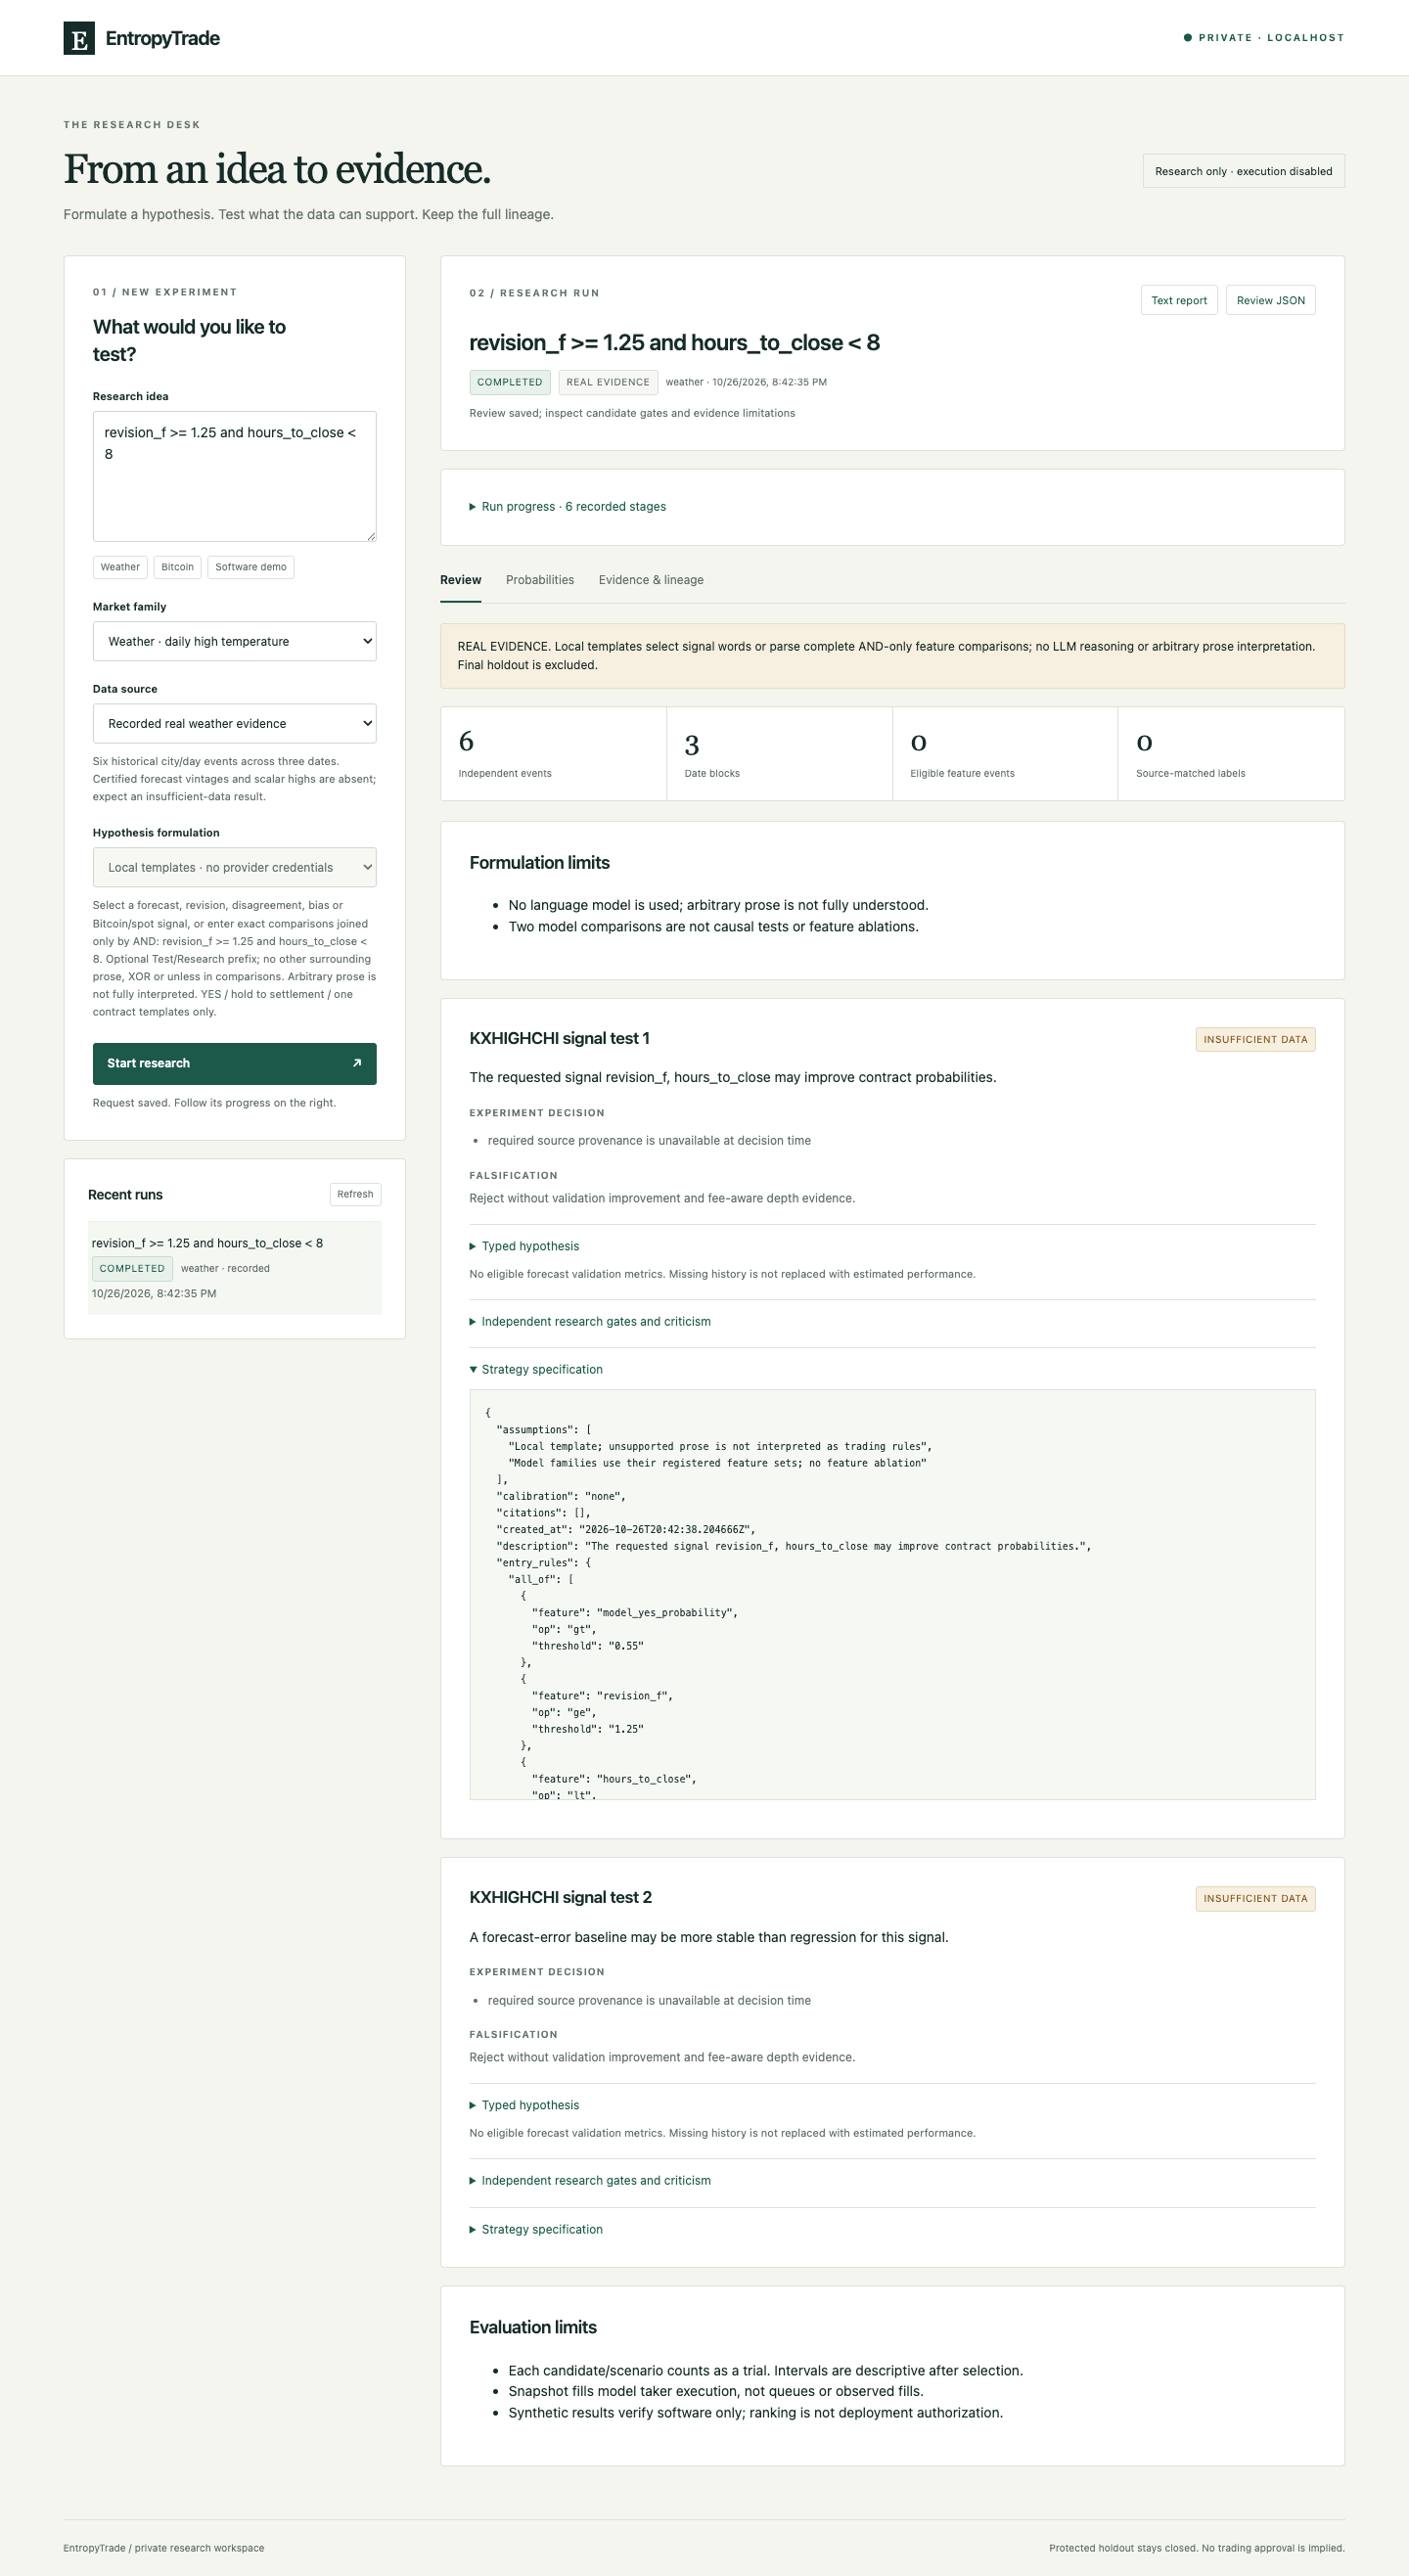 E EntropyTrade
PRIVATE · LOCALHOST
THE RESEARCH DESK
From an idea to evidence.
Research only · execution disabled
Formulate a hypothesis. Test what the data can support. Keep the full lineage.
01 / NEW EXPERIMENT
What would you like to
test?
Research idea
revision_f >= 1.25 and hours_to_close <
8
Weather
Bitcoin
Software demo
Market family
Weather · daily high temperature
Data source
Recorded real weather evidence
Six historical city/day events across three dates.
Certified forecast vintages and scalar highs are absent;
expect an insufficient-data result.
Hypothesis formulation
Local templates · no provider credentials
Select a forecast, revision, disagreement, bias or
Bitcoin/spot signal, or enter exact comparisons joined
only by AND: revision_f >= 1.25 and hours_to_close <
8. Optional Test/Research prefix; no other surrounding
prose, XOR or unless in comparisons. Arbitrary prose is
not fully interpreted. YES / hold to settlement / one
contract templates only.
Start research ↗
Request saved. Follow its progress on the right.
Recent runs
Refresh
revision_f >= 1.25 and hours_to_close < 8
COMPLETED weather · recorded
10/26/2026, 8:42:35 PM
02 / RESEARCH RUN
Text report
Review JSON
revision_f >= 1.25 and hours_to_close < 8
COMPLETED REAL EVIDENCE weather · 10/26/2026, 8:42:35 PM
Review saved; inspect candidate gates and evidence limitations
▶ Run progress · 6 recorded stages
Review
Probabilities
Evidence & lineage
REAL EVIDENCE. Local templates select signal words or parse complete AND-only feature comparisons; no LLM reasoning or arbitrary prose interpretation.
Final holdout is excluded.
6
Independent events
3
Date blocks
0
Eligible feature events
0
Source-matched labels
Formulation limits
• No language model is used; arbitrary prose is not fully understood.
• Two model comparisons are not causal tests or feature ablations.
KXHIGHCHI signal test 1
INSUFFICIENT DATA
The requested signal revision_f, hours_to_close may improve contract probabilities.
EXPERIMENT DECISION
• required source provenance is unavailable at decision time
FALSIFICATION
Reject without validation improvement and fee-aware depth evidence.
▶ Typed hypothesis
No eligible forecast validation metrics. Missing history is not replaced with estimated performance.
▶ Independent research gates and criticism
▼ Strategy specification
{
"assumptions": [
"Local template; unsupported prose is not interpreted as trading rules",
"Model families use their registered feature sets; no feature ablation"
],
"calibration": "none",
"citations": [],
"created_at": "2026-10-26T20:42:38.204666Z",
"description": "The requested signal revision_f, hours_to_close may improve contract probabilities.",
"entry_rules": {
"all_of": [
{
"feature": "model_yes_probability",
"op": "gt",
"threshold": "0.55"
},
{
"feature": "revision_f",
"op": "ge",
"threshold": "1.25"
},
{
"feature": "hours_to_close",
"op": "lt",
KXHIGHCHI signal test 2
INSUFFICIENT DATA
A forecast-error baseline may be more stable than regression for this signal.
EXPERIMENT DECISION
• required source provenance is unavailable at decision time
FALSIFICATION
Reject without validation improvement and fee-aware depth evidence.
▶ Typed hypothesis
No eligible forecast validation metrics. Missing history is not replaced with estimated performance.
▶ Independent research gates and criticism
▶ Strategy specification
Evaluation limits
• Each candidate/scenario counts as a trial. Intervals are descriptive after selection.
• Snapshot fills model taker execution, not queues or observed fills.
• Synthetic results verify software only; ranking is not deployment authorization.
EntropyTrade / private research workspace
Protected holdout stays closed. No trading approval is implied.